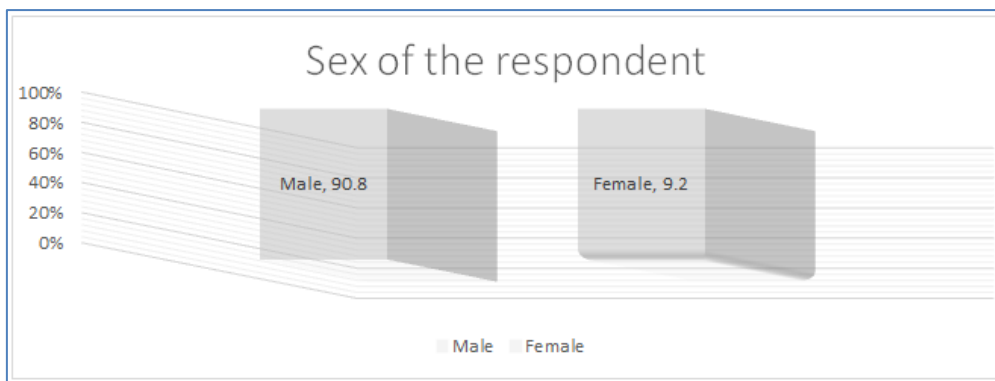 Sex of the respondent
100%
80%
60%
40%
20%
0%
Male, 90.8
Female, 9.2
Male Female